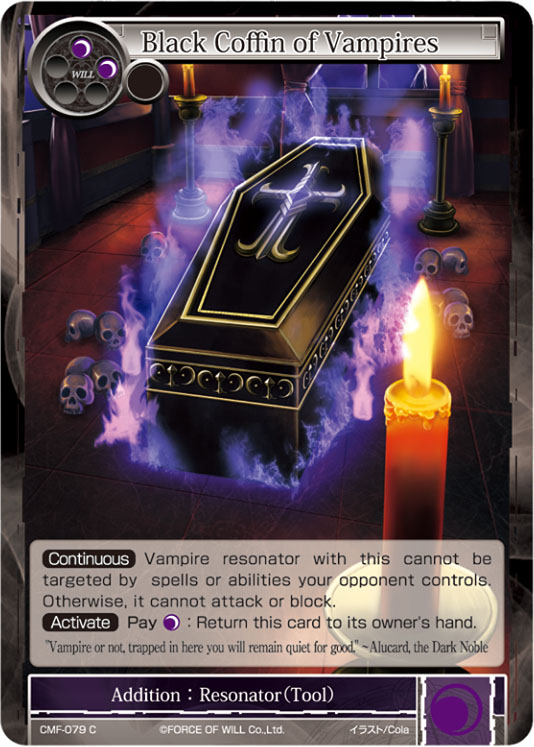 Black Coffin of Vampires
WILL
Continuous Vampire resonator with this cannot be
targeted by spells or abilities your opponent controls.
Otherwise, it cannot attack or block.
Activate Pay : Return this card to its owner's hand.
"Vampire or not, trapped in here you will remain quiet for good," ~Alucard, the Dark Noble
Addition : Resonator(Tool)
CMF-079 C ©FORCE OF WILL Co.,Ltd. イラスト/Cola